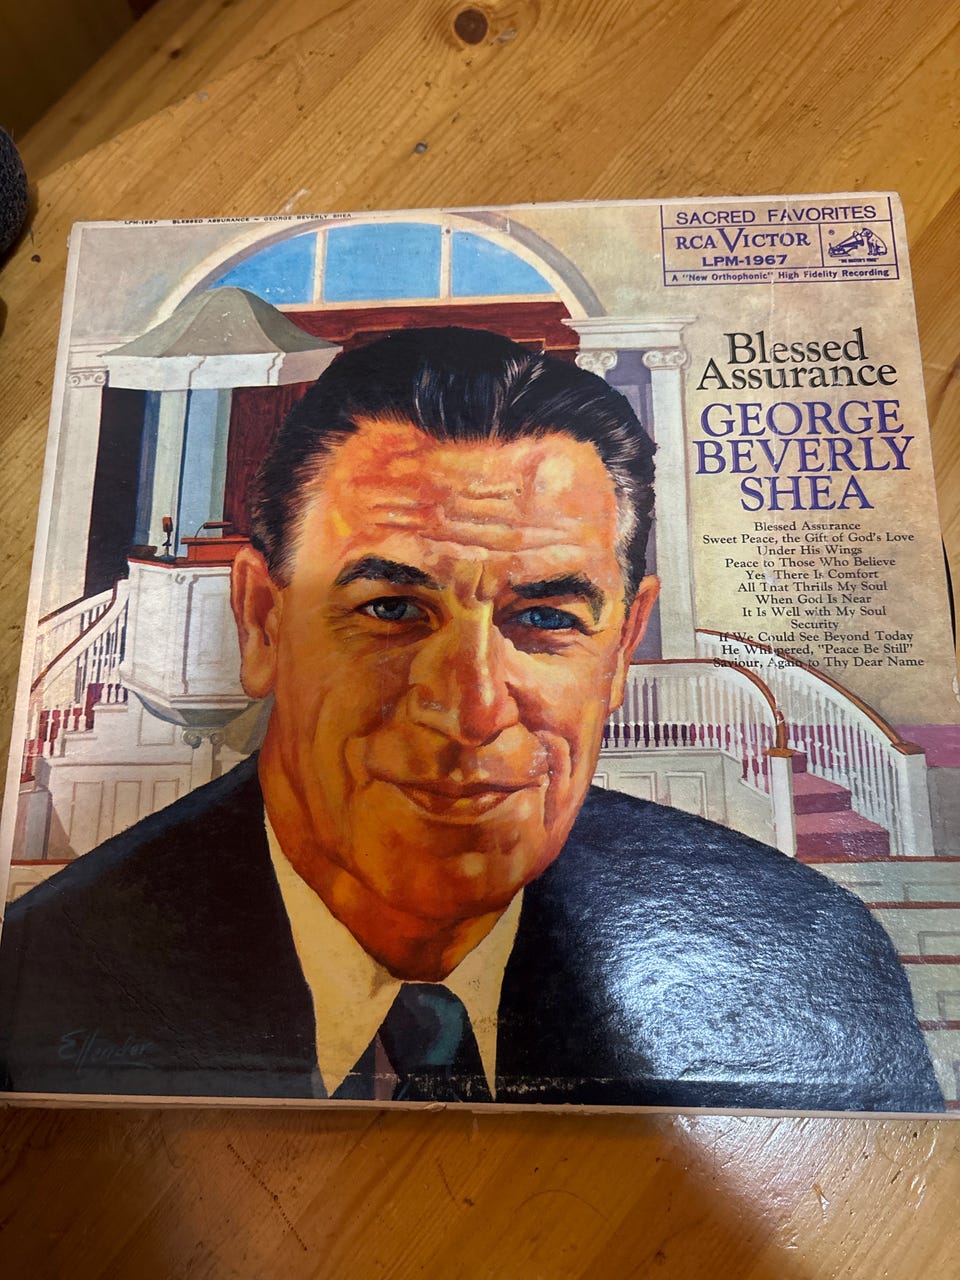 LPM-1967 BLESSED ASSURANCE ~ GEORGE BEVERLY SHEA
SACRED FAVORITES
RCA VICTOR
LPM-1967
®
"HIS MASTER'S VOICE"
A "New Orthophonic" High Fidelity Recording
Blessed
Assurance
GEORGE
BEVERLY
SHEA
Blessed Assurance
Sweet Peace, the Gift of God's Love
Under His Wings
Peace to Those Who Believe
Yes There Is Comfort
All That Thrills My Soul
When God Is Near
It Is Well with My Soul
Security
If We Could See Beyond Today
He Whispered, "Peace Be Still"
Saviour, Again to Thy Dear Name